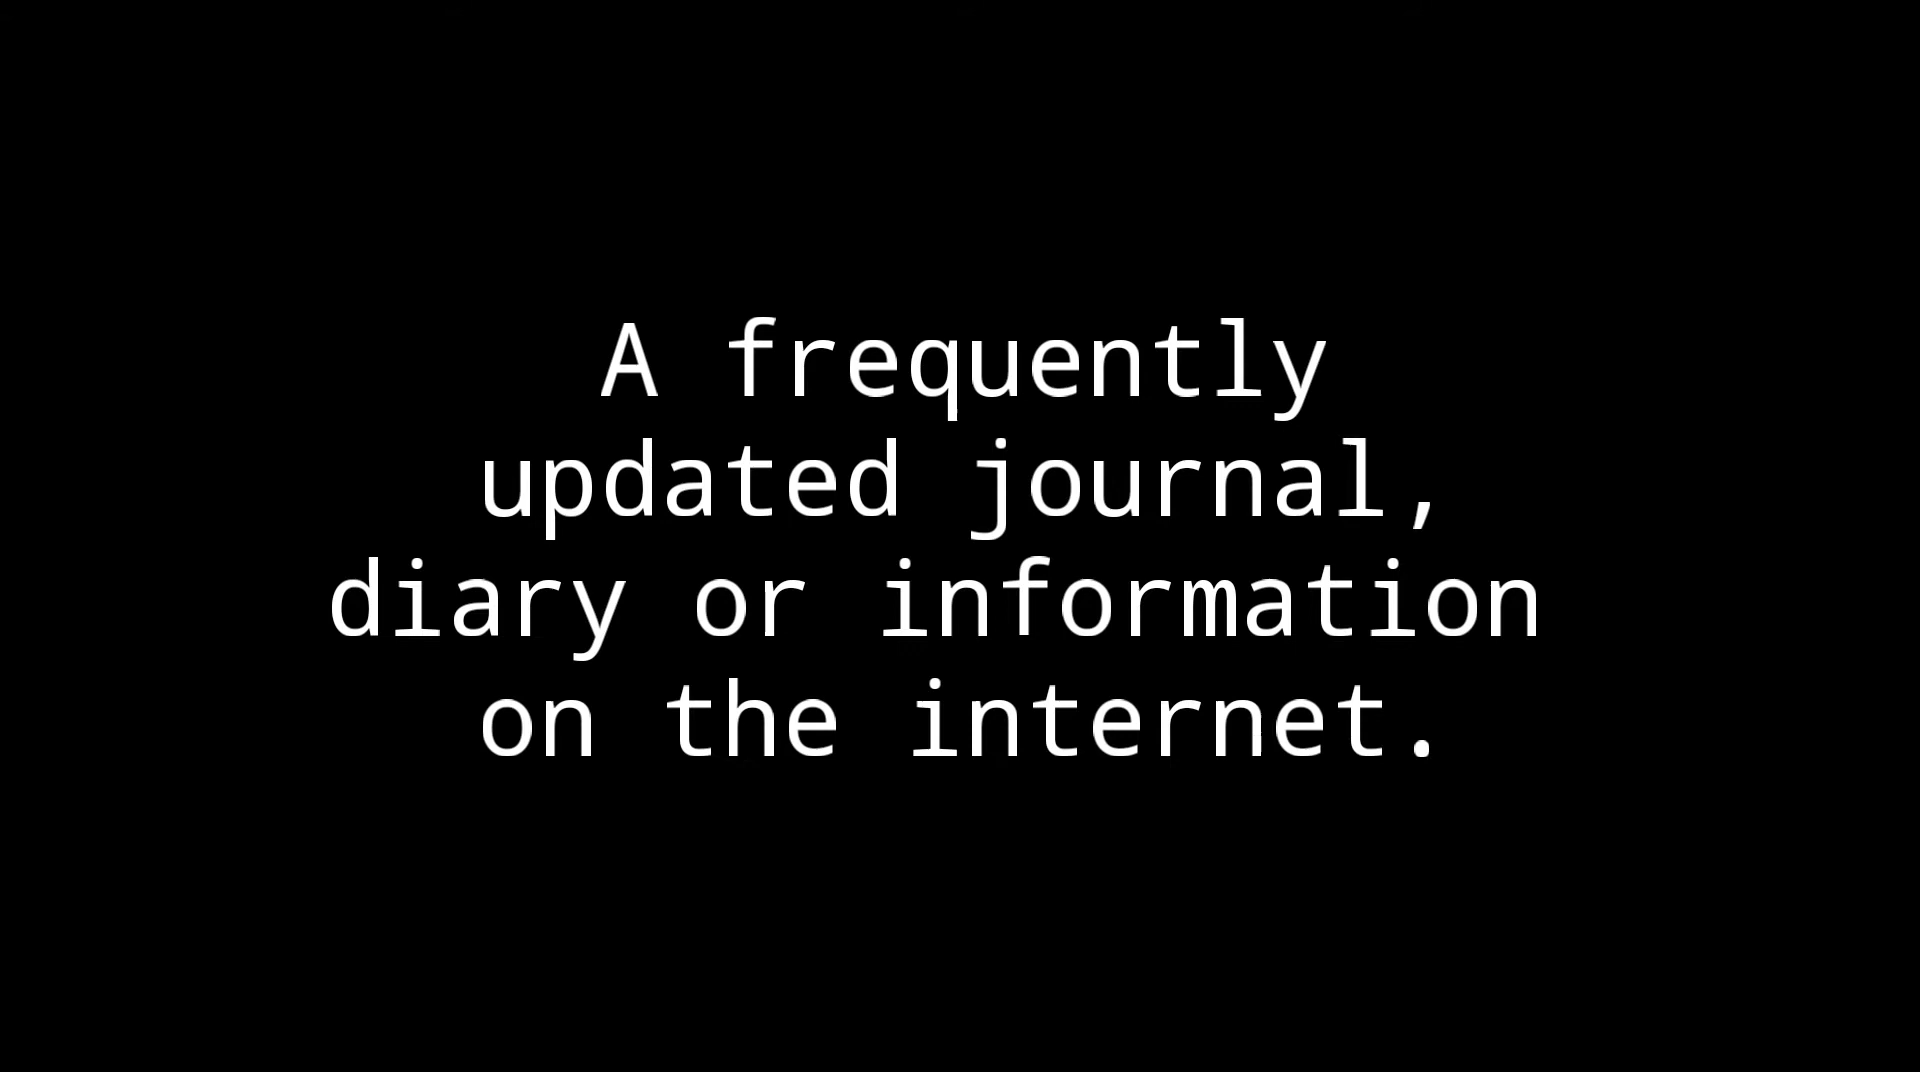 A frequently
updated journal,
diary or information
on the internet.